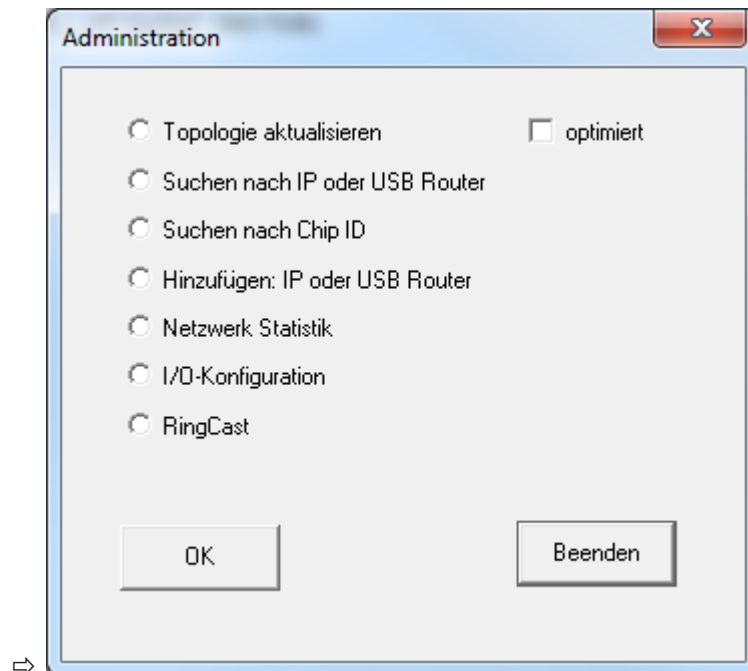 Administration
Topologie aktualisieren optimiert
Suchen nach IP oder USB Router
Suchen nach Chip ID
Hinzufügen: IP oder USB Router
Netzwerk Statistik
I/O-Konfiguration
RingCast
OK Beenden
⇨